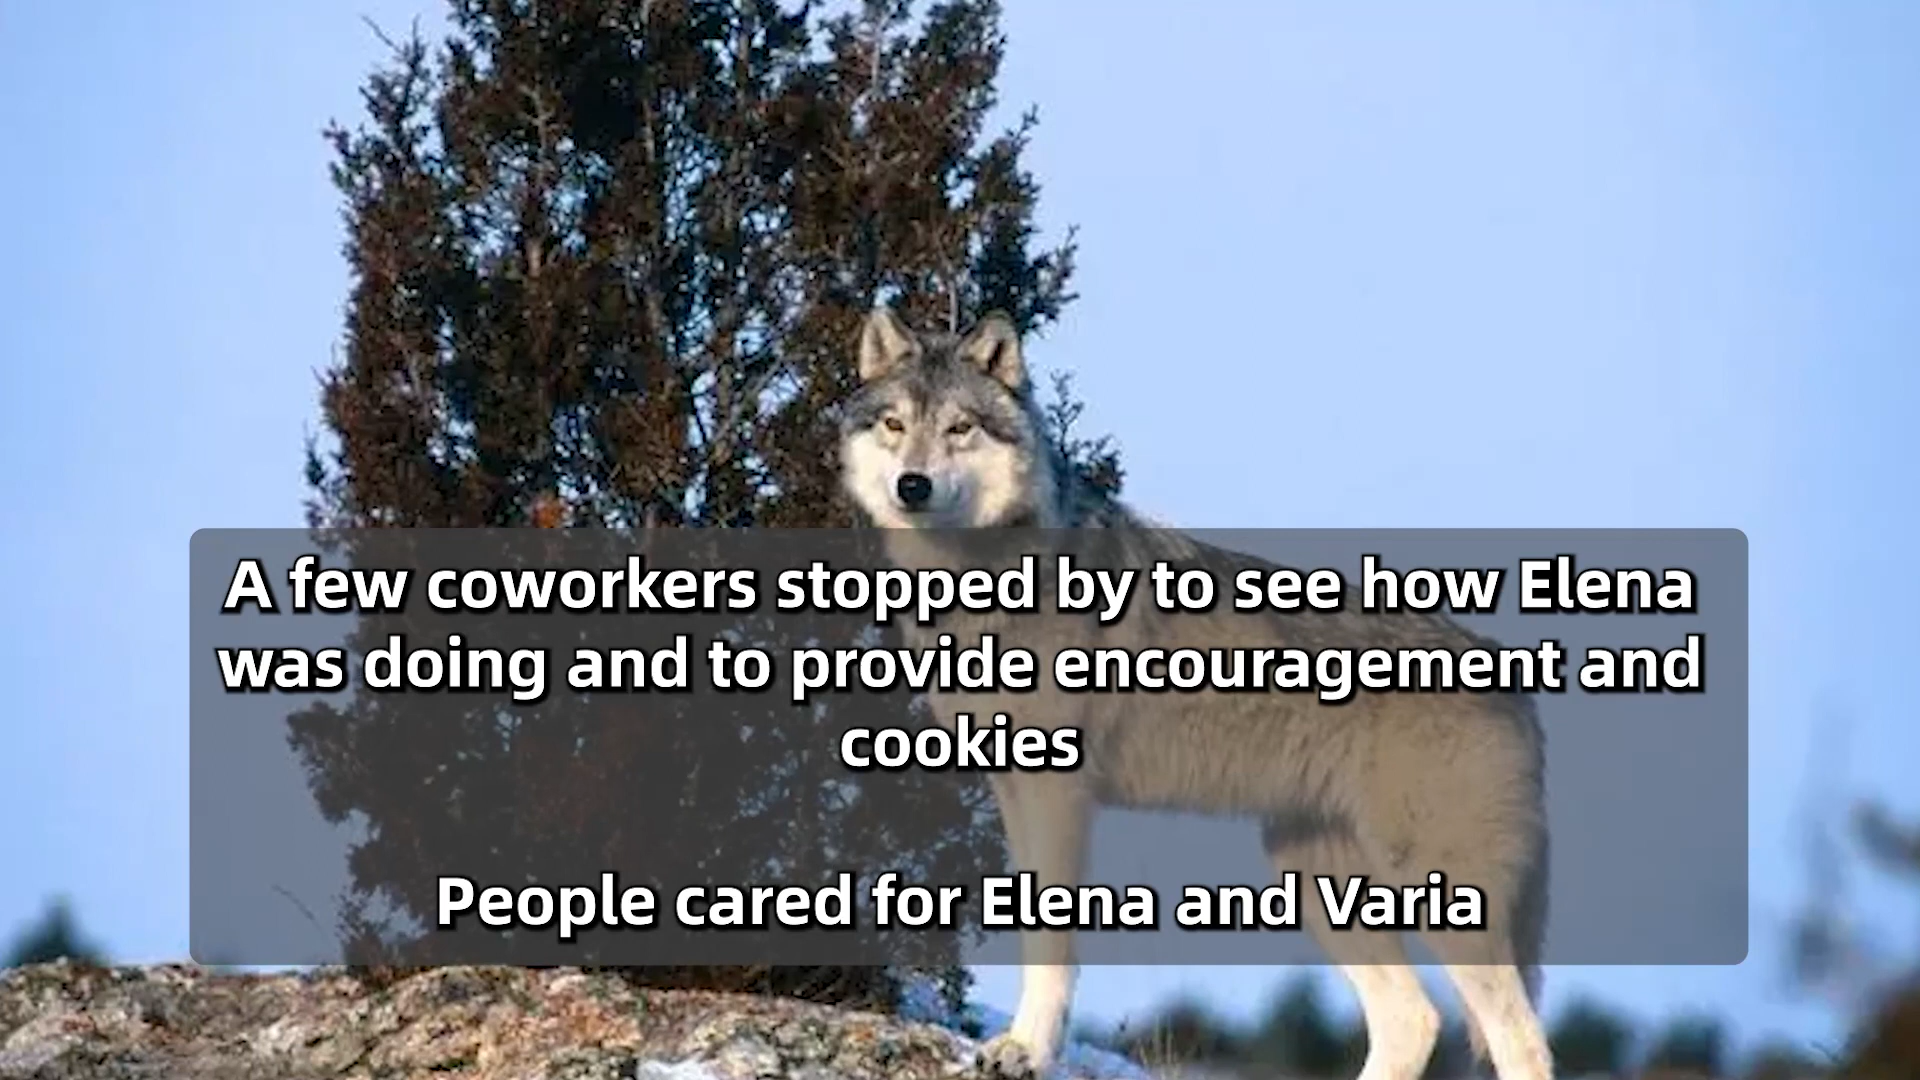 A few coworkers stopped by to see how Elena
was doing and to provide encouragement and
cookies
People cared for Elena and Varia